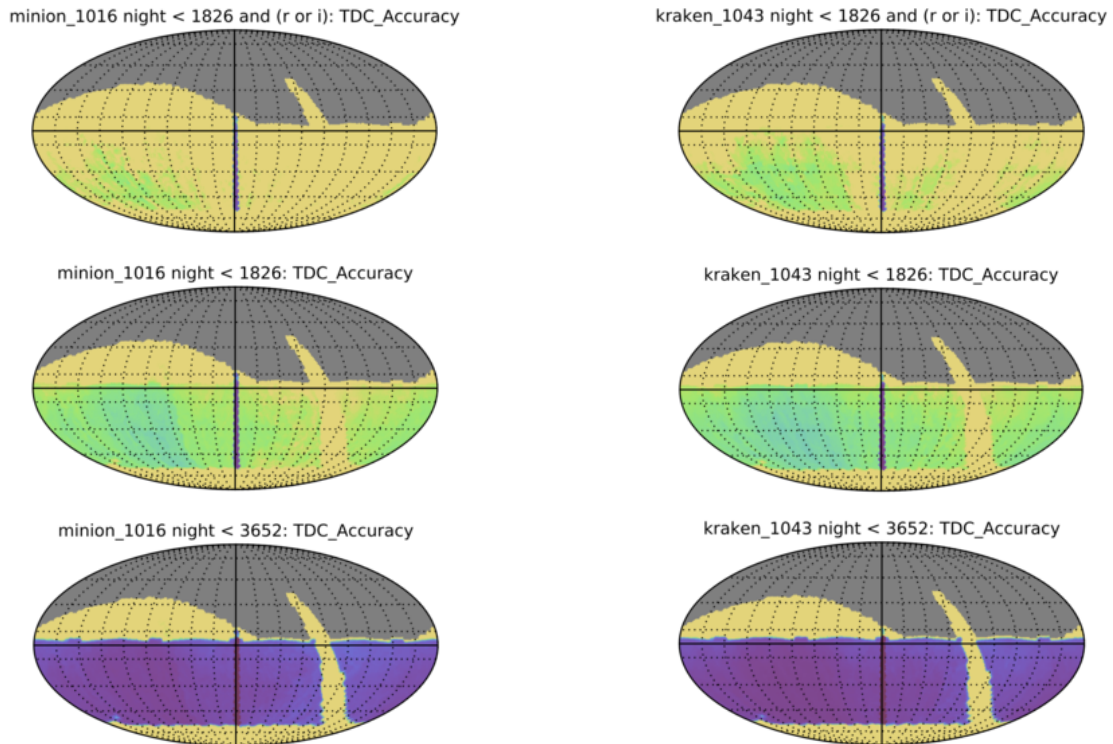 minion_1016 night < 1826 and (r or i): TDC_Accuracy
kraken_1043 night < 1826 and (r or i): TDC_Accuracy
minion_1016 night < 1826: TDC_Accuracy
kraken_1043 night < 1826: TDC_Accuracy
minion_1016 night < 3652: TDC_Accuracy
kraken_1043 night < 3652: TDC_Accuracy